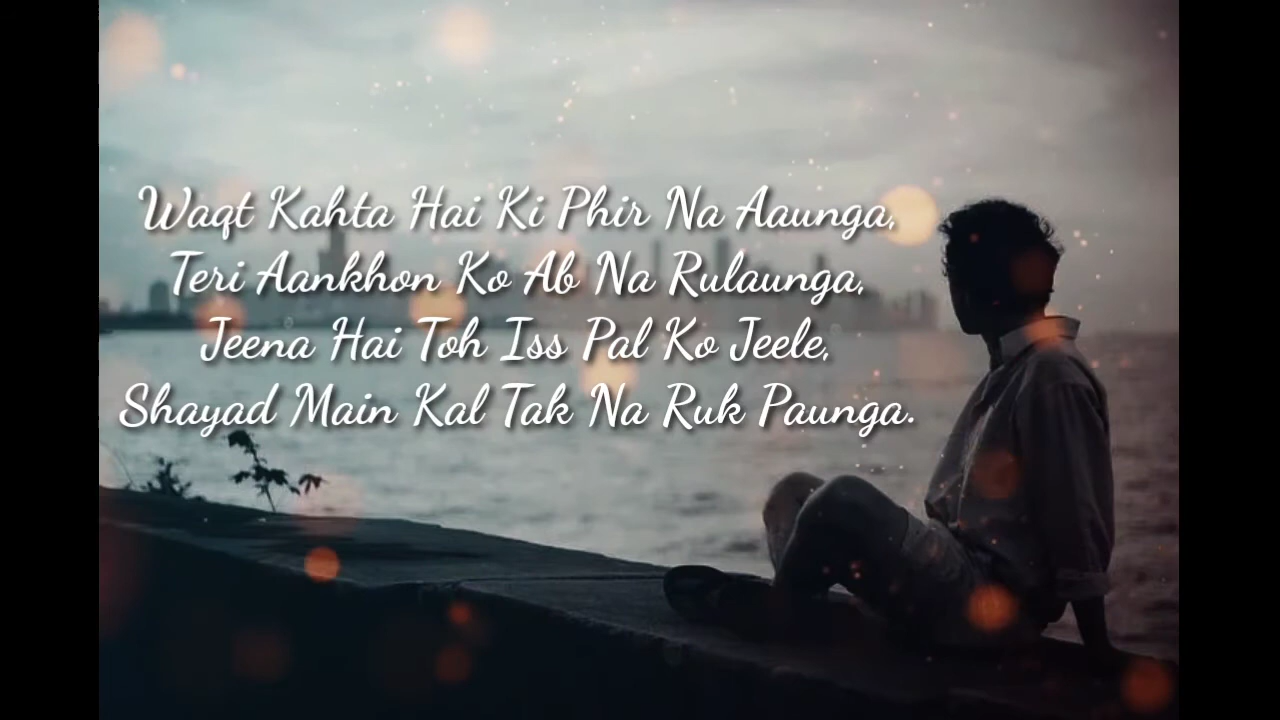 Waqt Kahta Hai Ki Phir Na Aaunga,
Teri Aankhon Ko Ab Na Rulaunga,
Jeena Hai Toh Iss Pal Ko Jeele,
Shayad Main Kal Tak Na Ruk Paunga.